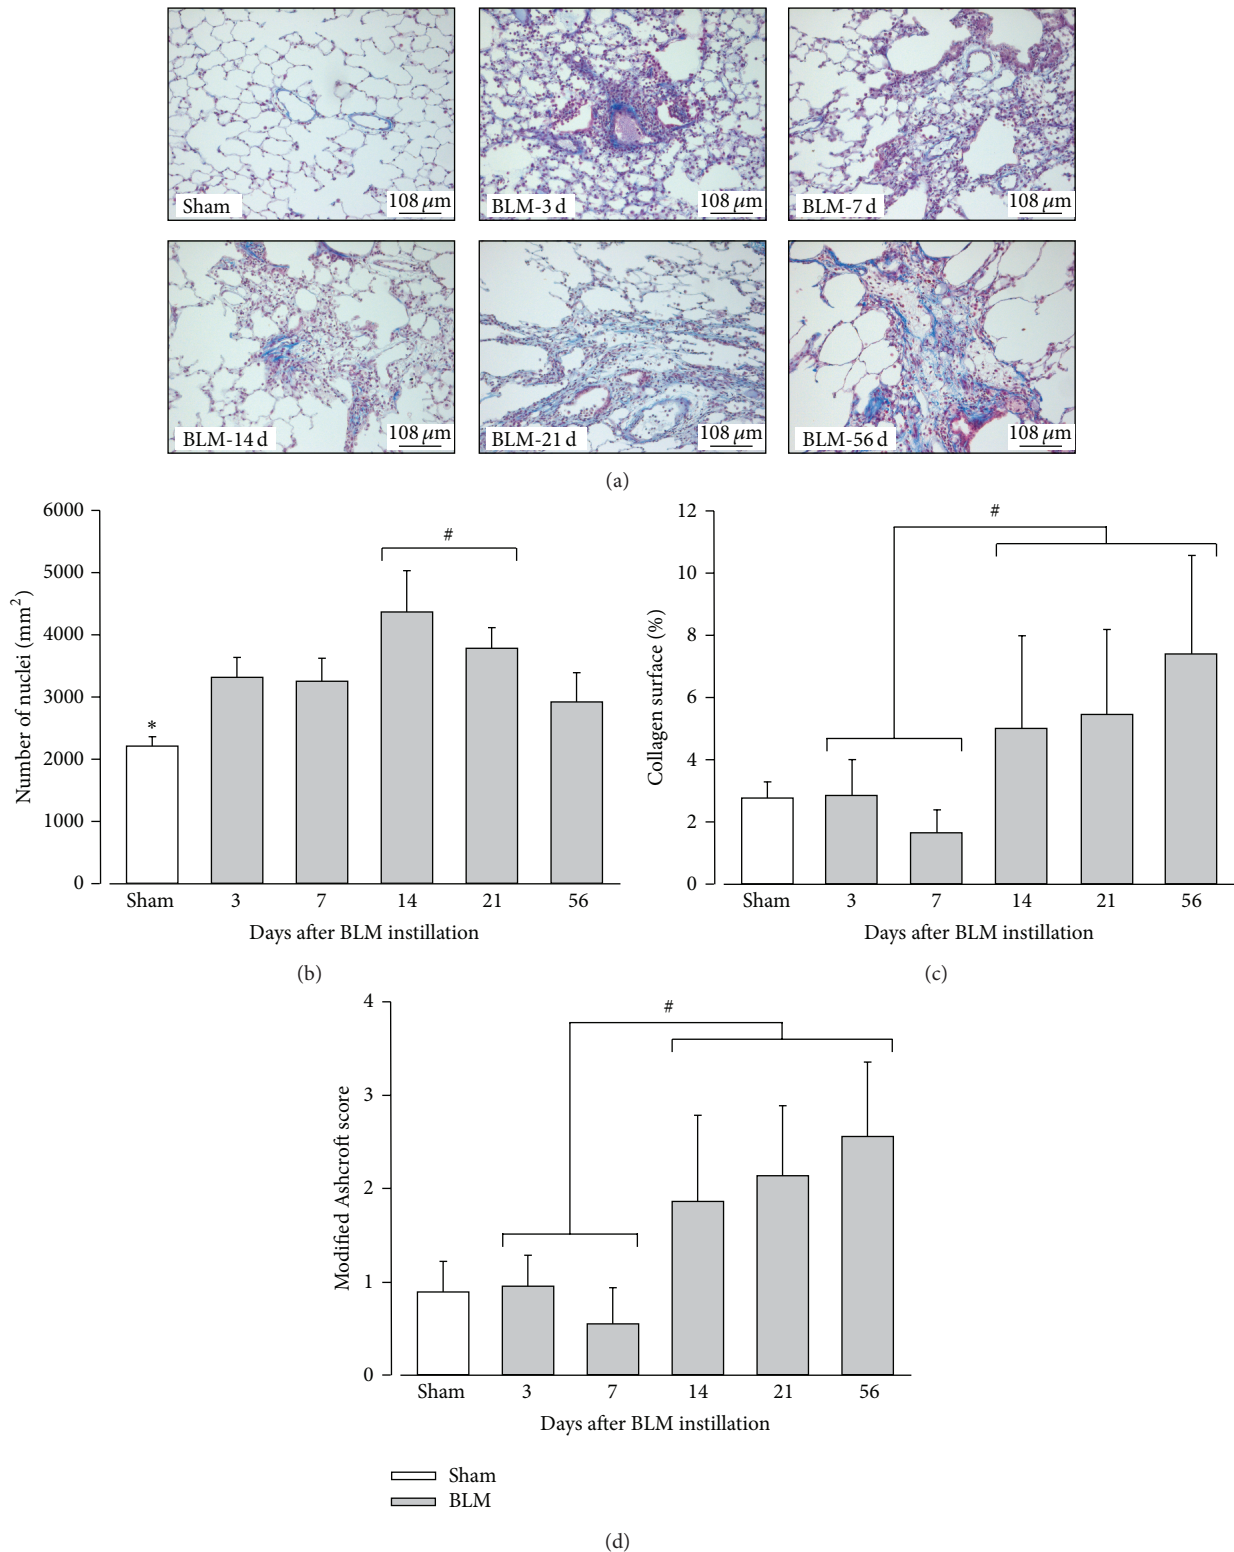 Sham
108 µm
BLM-3 d
108 µm
BLM-7 d
108 µm
BLM-14 d
108 µm
BLM-21 d
108 µm
BLM-56 d
108 µm
(a)
6000
5000
4000
3000
2000
1000
0
Number of nuclei (mm²)
*
#
Sham 3 7 14 21 56
Days after BLM instillation
(b)
12
10
8
6
4
2
0
Collagen surface (%)
#
Sham 3 7 14 21 56
Days after BLM instillation
(c)
4
3
2
1
0
Modified Ashcroft score
#
Sham 3 7 14 21 56
Days after BLM instillation
Sham
BLM
(d)